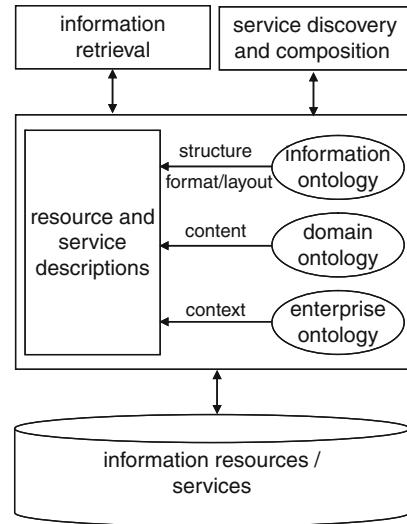 information
retrieval
service discovery
and composition
structure
format/layout
information
ontology
resource and
service
descriptions
content
domain
ontology
context
enterprise
ontology
information resources /
services